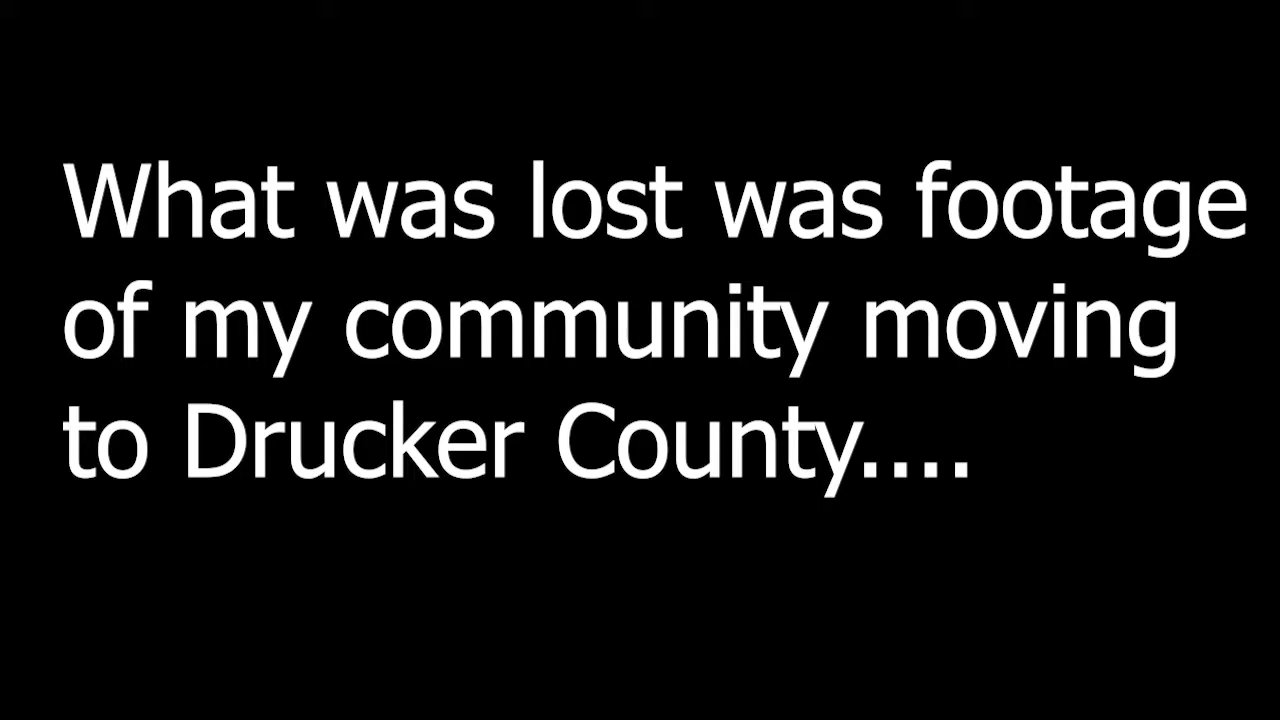 What was lost was footage
of my community moving
to Drucker County....